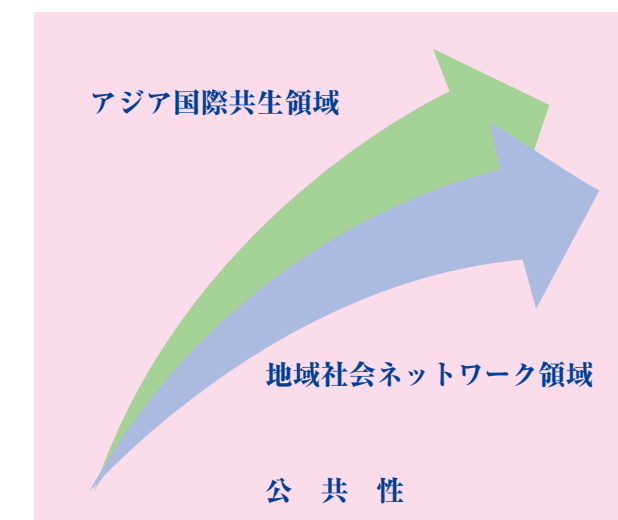 アジア国際共生領域
地域社会ネットワーク領域
公　共　性